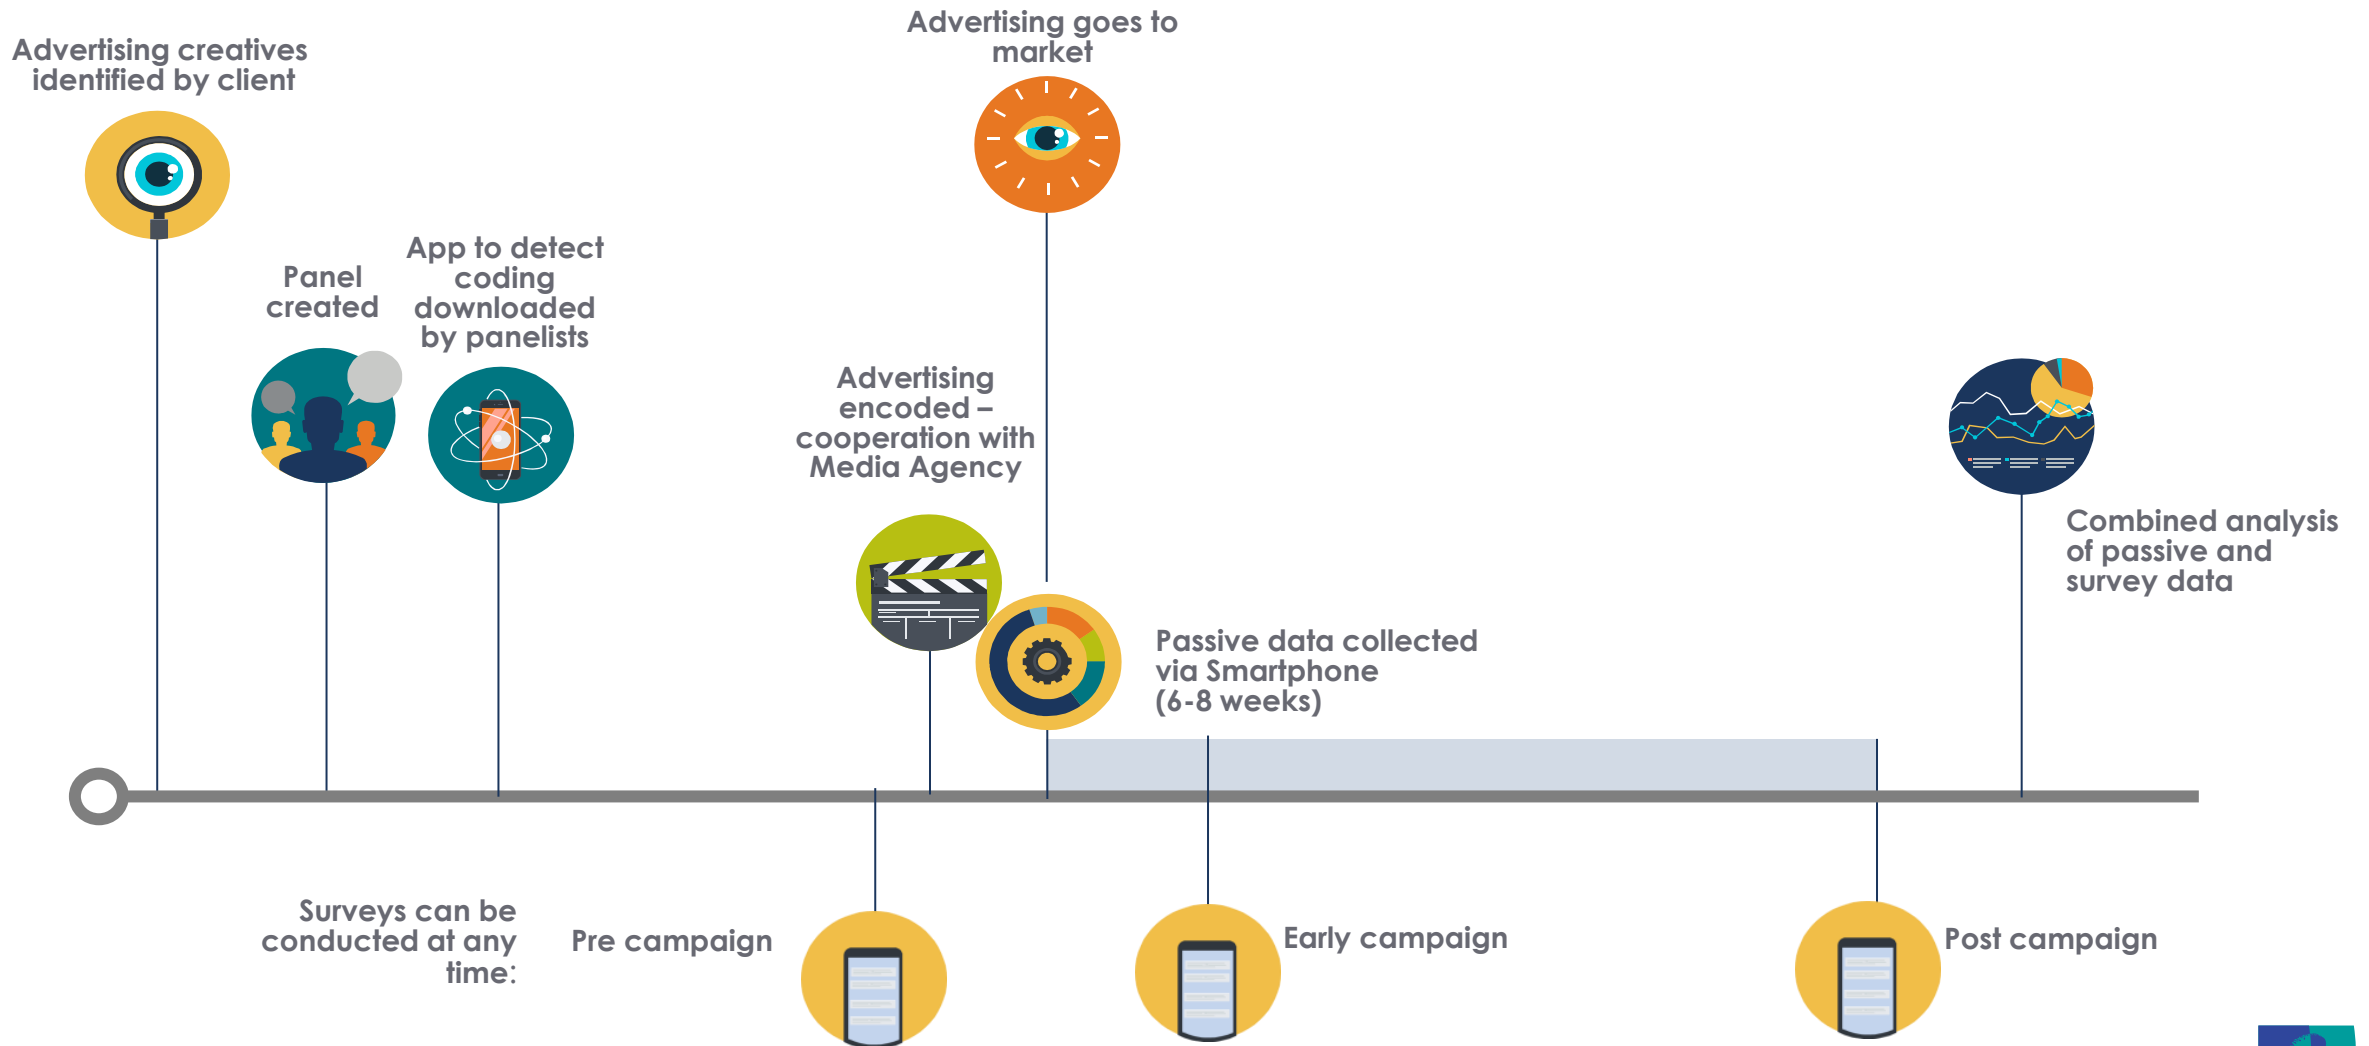 Advertising creatives
identified by client
Advertising goes to
market
Panel
created
App to detect
coding
downloaded
by panelists
Advertising
encoded –
cooperation with
Media Agency
Combined analysis
of passive and
survey data
Passive data collected
via Smartphone
(6-8 weeks)
Surveys can be
conducted at any
time:
Pre campaign
Early campaign
Post campaign